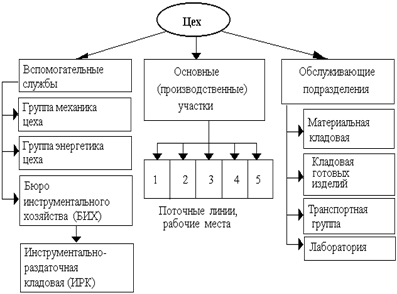 Цех
Вспомогательные
службы
Группа механика
цеха
Группа энергетика
цеха
Бюро
инструментального
хозяйства (БИХ)
Инструментально-
раздаточная
кладовая (ИРК)
Основные
(производственные)
участки
1 2 3 4 5
Поточные линии,
рабочие места
Обслуживающие
подразделения
Материальная
кладовая
Кладовая
готовых
изделий
Транспортная
группа
Лаборатория